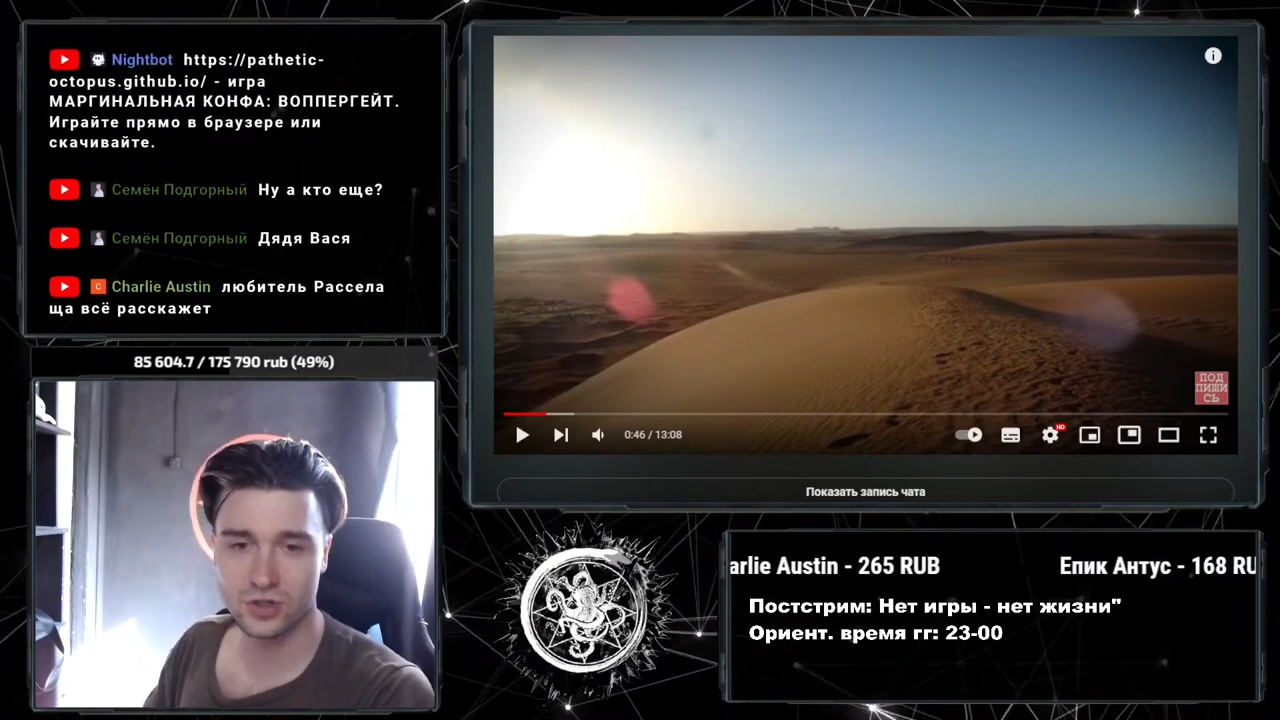 Nightbot https://pathetic-
octopus.github.io/ - игра
МАРГИНАЛЬНАЯ КОНФА: ВОППЕРГЕЙТ.
Играйте прямо в браузере или
скачивайте.
Семён Подгорный Ну а кто еще?
Семён Подгорный Дядя Вася
C Charlie Austin любитель Рассела
ща всё расскажет
85 604.7 / 175 790 rub (49%)
ПОД
ПИШИ
СЬ
0:46 / 13:08
HD
Показать запись чата
arlie Austin - 265 RUB
Епик Антус - 168 RU
Постстрим: Нет игры - нет жизни"
Ориент. время гг: 23-00